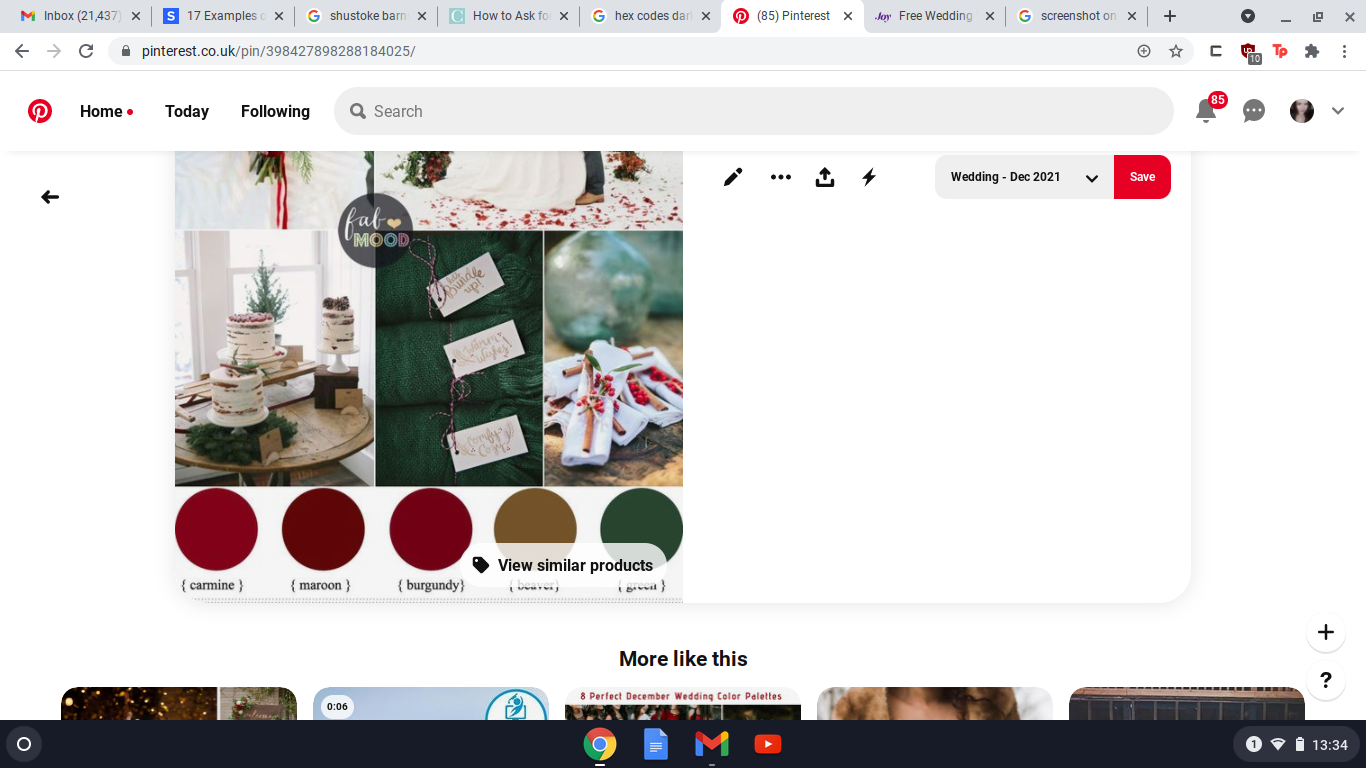 Inbox (21,437)
17 Examples o
shustoke barn
How to Ask fo
hex codes dar
(85) Pinterest
Joy Free Wedding
screenshot on
pinterest.co.uk/pin/398427898288184025/
10
Tp
Home
Today
Following
Search
85
Wedding - Dec 2021
Save
fab
MOOD
Bundle
up!
warm
wishes
comfy
cozy
View similar products
{ carmine }
{ maroon }
{ burgundy}
{ beaver}
{ green }
More like this
0:06
8 Perfect December Wedding Color Palettes
1
13:34